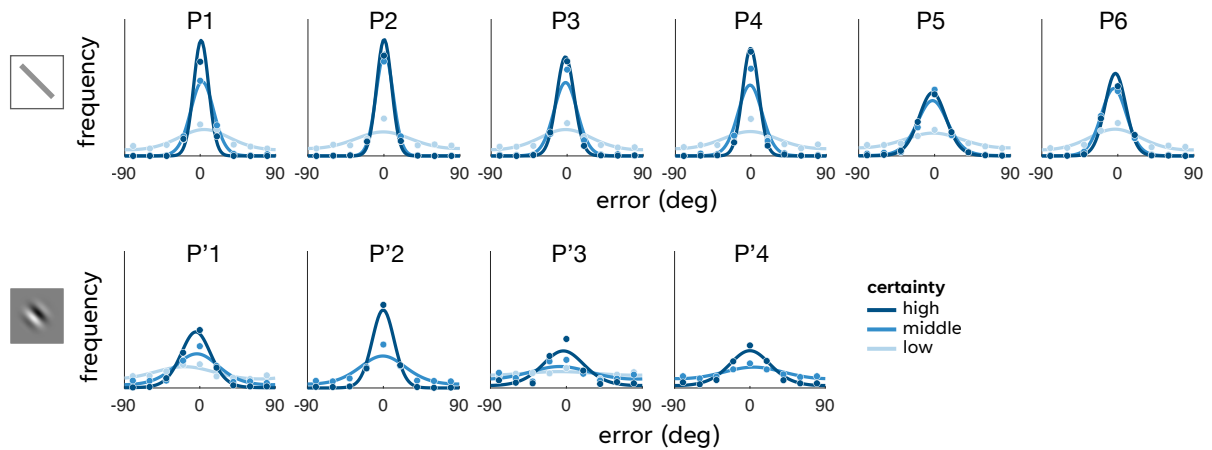 P1 P2 P3 P4 P5 P6
frequency
-90 0 90 -90 0 90 -90 0 90 -90 0 90 -90 0 90 -90 0 90
error (deg)
P’1 P’2 P’3 P’4
frequency
certainty
high
middle
low
-90 0 90 -90 0 90 -90 0 90 -90 0 90
error (deg)